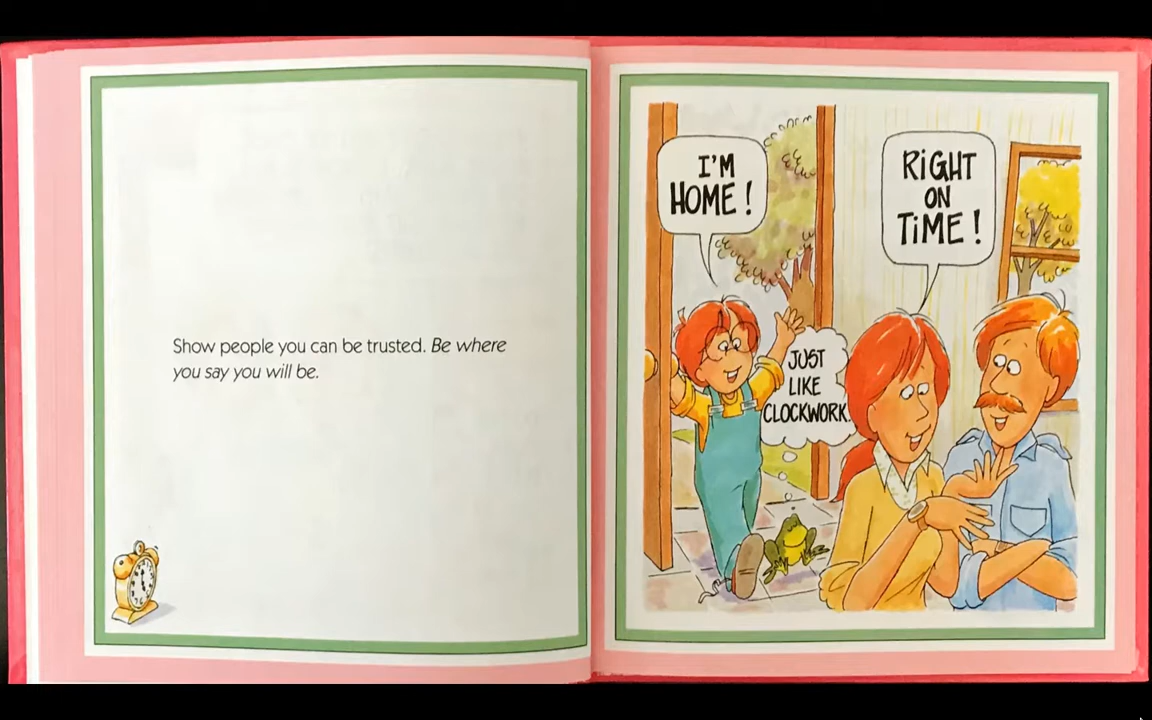 Show people you can be trusted. Be where
you say you will be.
I'M
HOME!
RiGHT
ON
TiME!
JUST
LIKE
CLOCKWORK.